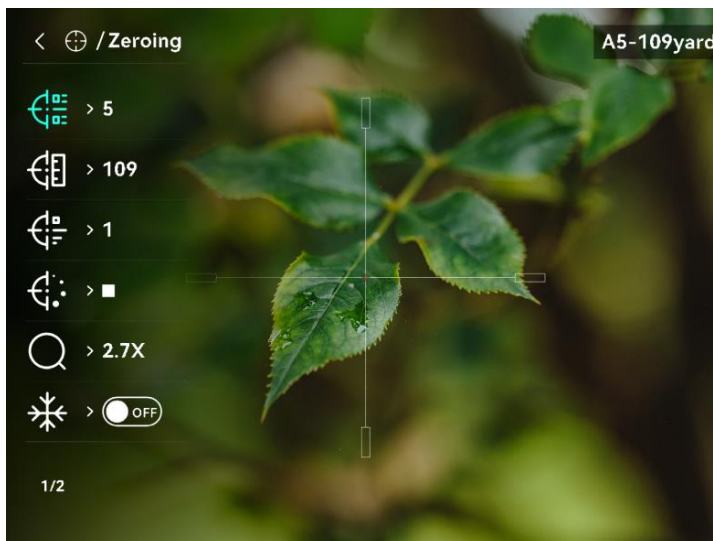 < / Zeroing
A5-109yard
> 5
> 109
> 1
>
> 2.7X
> OFF
1/2